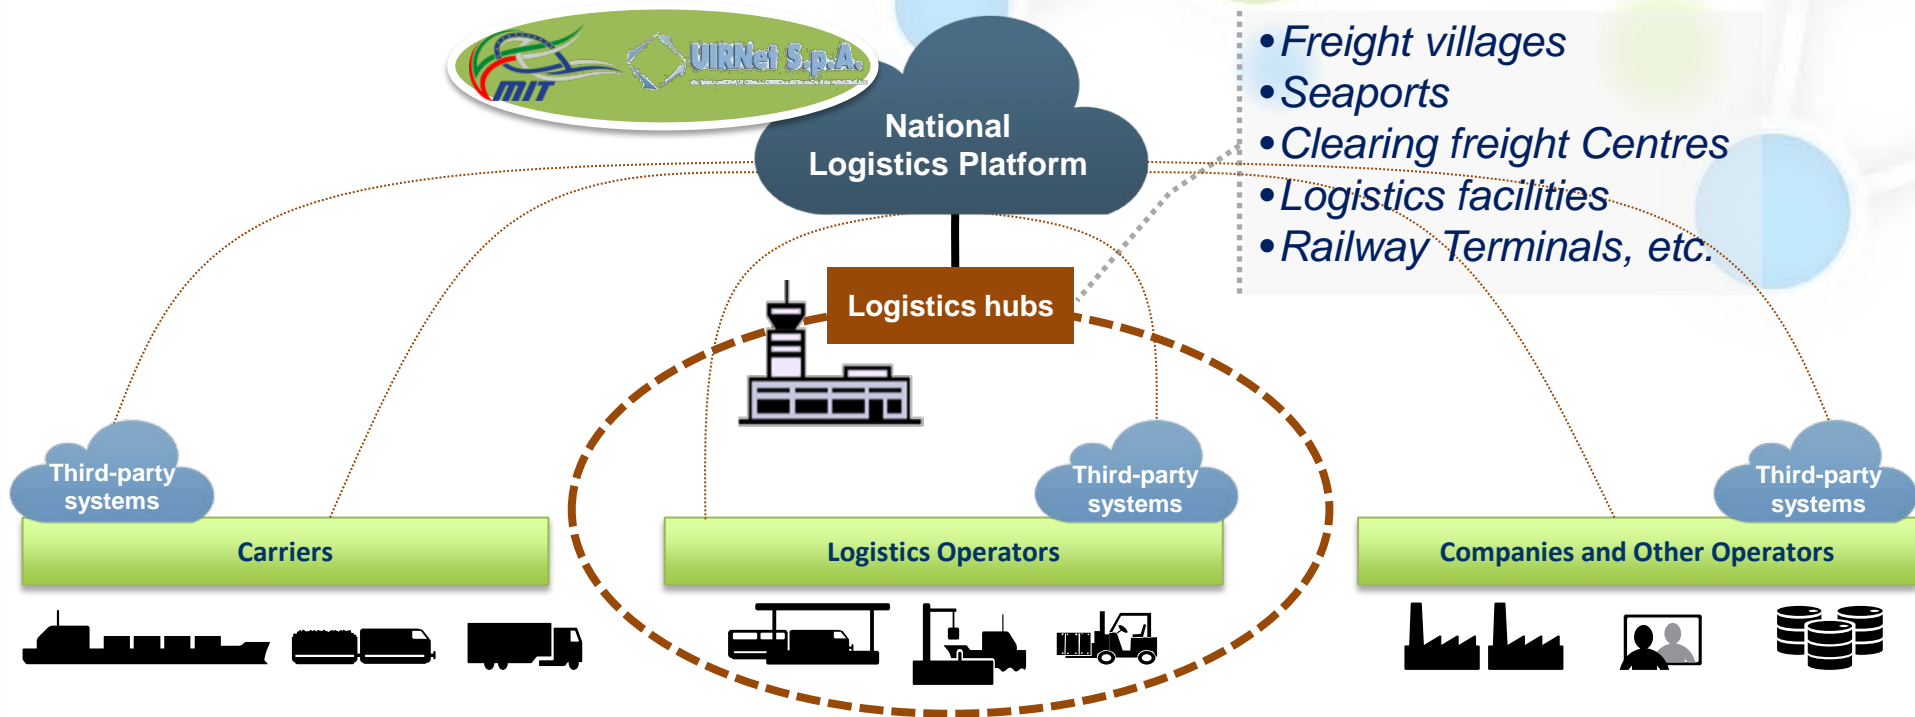 MIT
UIRNet S.p.A.
National
Logistics Platform
•Freight villages
•Seaports
•Clearing freight Centres
•Logistics facilities
•Railway Terminals, etc.
Logistics hubs
Third-party
systems
Third-party
systems
Third-party
systems
Carriers
Logistics Operators
Companies and Other Operators